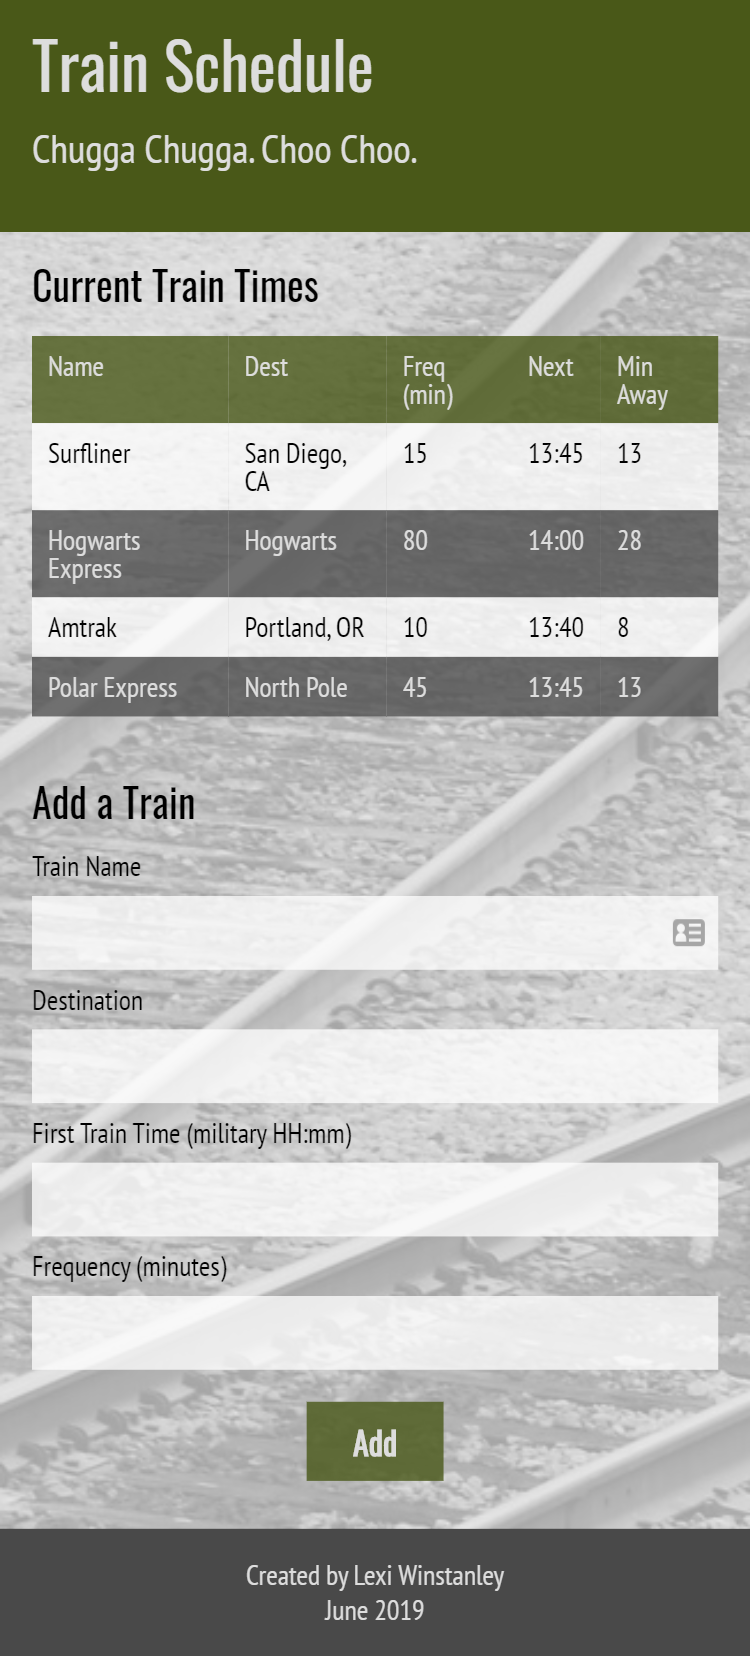 Train Schedule
Chugga Chugga. Choo Choo.
Current Train Times
Name Dest Freq (min) Next Min Away
Surfliner San Diego, CA 15 13:45 13
Hogwarts Express Hogwarts 80 14:00 28
Amtrak Portland, OR 10 13:40 8
Polar Express North Pole 45 13:45 13
Add a Train
Train Name
Destination
First Train Time (military HH:mm)
Frequency (minutes)
Add
Created by Lexi Winstanley
June 2019